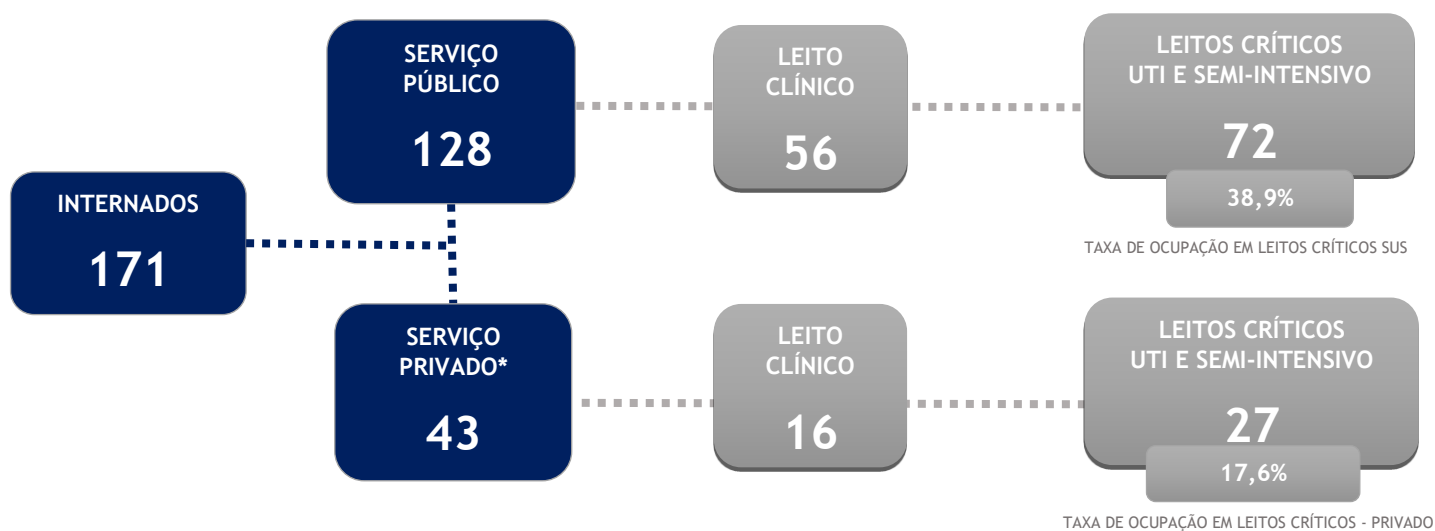 INTERNADOS
171
SERVIÇO
PÚBLICO
128
LEITO
CLÍNICO
56
LEITOS CRÍTICOS
UTI E SEMI-INTENSIVO
72
38,9%
TAXA DE OCUPAÇÃO EM LEITOS CRÍTICOS SUS
SERVIÇO
PRIVADO*
43
LEITO
CLÍNICO
16
LEITOS CRÍTICOS
UTI E SEMI-INTENSIVO
27
17,6%
TAXA DE OCUPAÇÃO EM LEITOS CRÍTICOS - PRIVADO